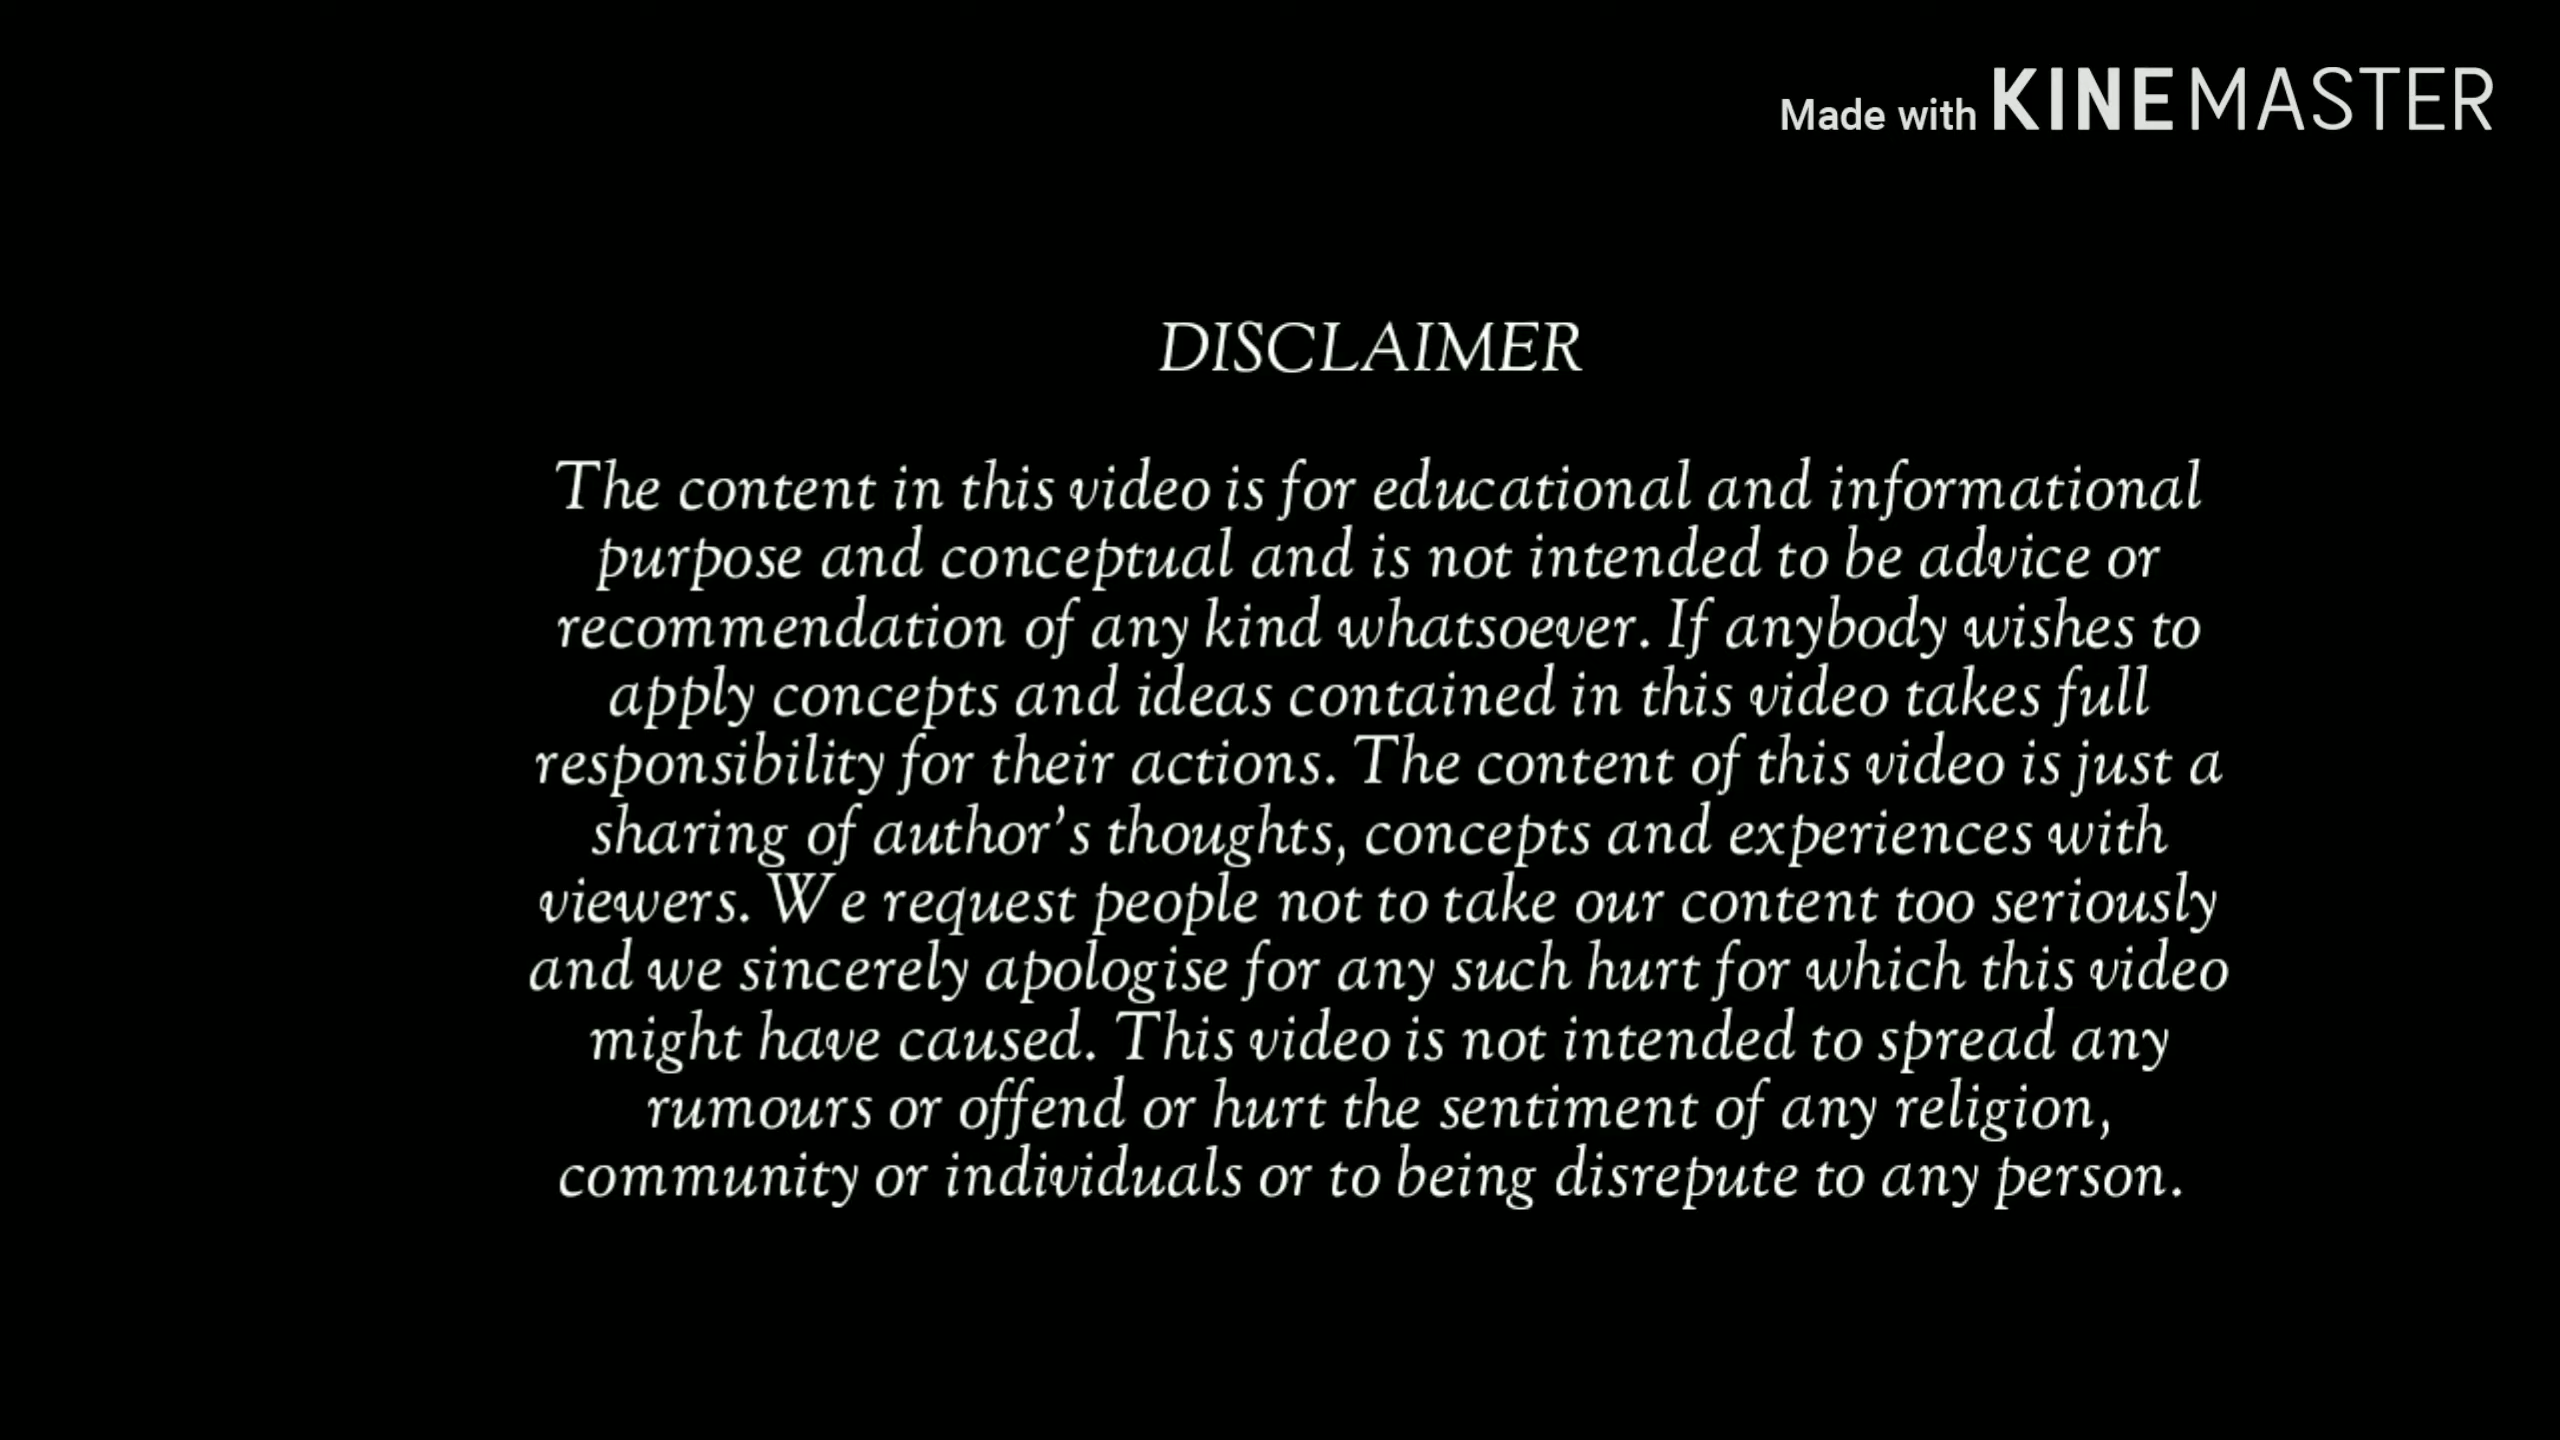 Made with KINEMASTER
DISCLAIMER
The content in this video is for educational and informational
purpose and conceptual and is not intended to be advice or
recommendation of any kind whatsoever. If anybody wishes to
apply concepts and ideas contained in this video takes full
responsibility for their actions. The content of this video is just a
sharing of author's thoughts, concepts and experiences with
viewers. We request people not to take our content too seriously
and we sincerely apologise for any such hurt for which this video
might have caused. This video is not intended to spread any
rumours or offend or hurt the sentiment of any religion,
community or individuals or to being disrepute to any person.